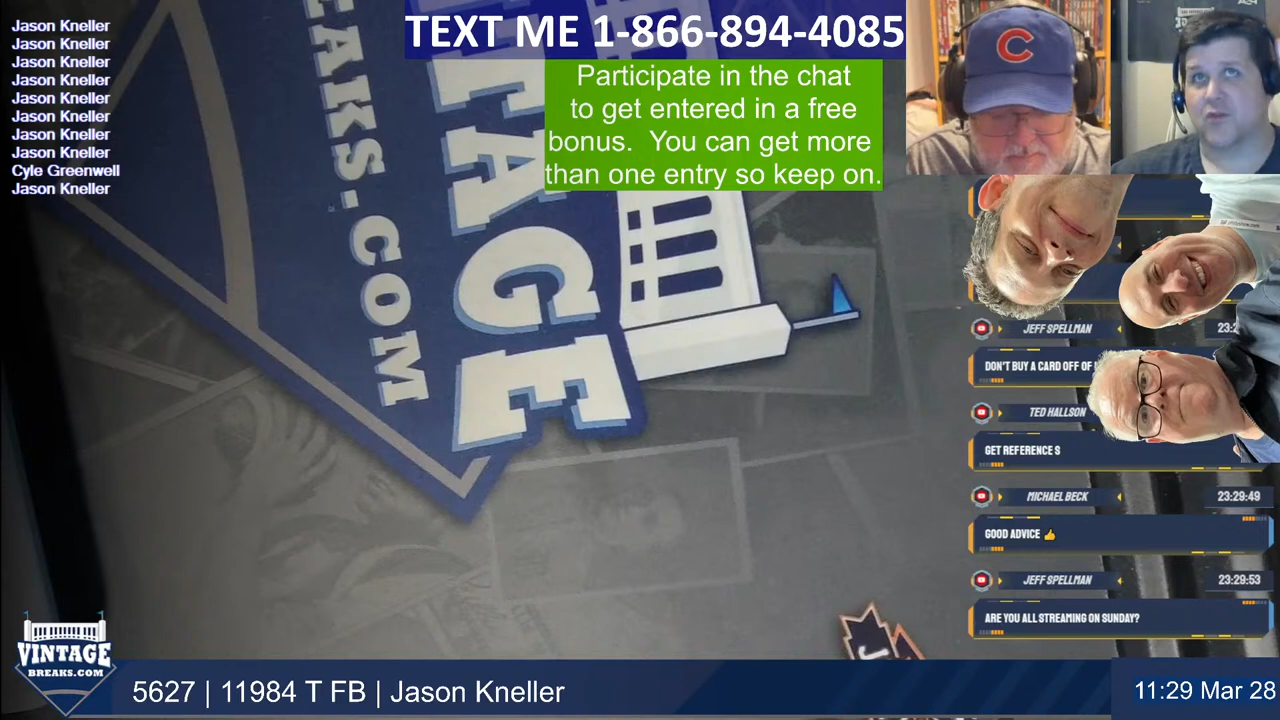 Jason Kneller
Jason Kneller
Jason Kneller
Jason Kneller
Jason Kneller
Jason Kneller
Jason Kneller
Jason Kneller
Cyle Greenwell
Jason Kneller
TEXT ME 1-866-894-4085
Participate in the chat
to get entered in a free
bonus. You can get more
than one entry so keep on.
AKS.COM
TAGE
C
JEFF SPELLMAN
DON'T BUY A CARD OFF OF
TED HALLSON
GET REFERENCE S
MICHAEL BECK 23:29:49
GOOD ADVICE 👍
JEFF SPELLMAN 23:29:53
ARE YOU ALL STREAMING ON SUNDAY?
VINTAGE
BREAKS.COM
5627 | 11984 T FB | Jason Kneller
11:29 Mar 28